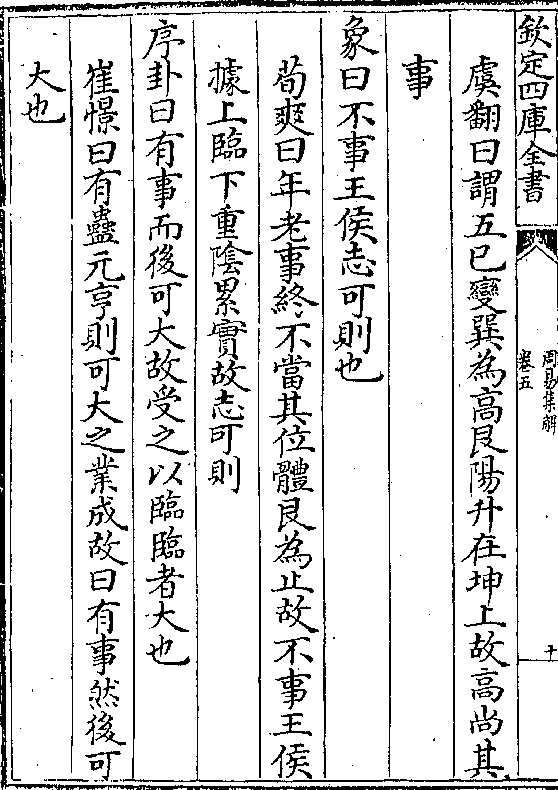 欽定四庫全書
周易集解
卷五
十
虞翻曰謂五已變巽為高艮陽升在坤上故高尚其
事
象曰不事王侯志可則也
荀爽曰年老事終不當其位體艮為止故不事王侯
據上臨下重陰累實故志可則
序卦曰有事而後可大故受之以臨臨者大也
崔憬曰有蠱元亨則可大之業成故曰有事然後可
大也